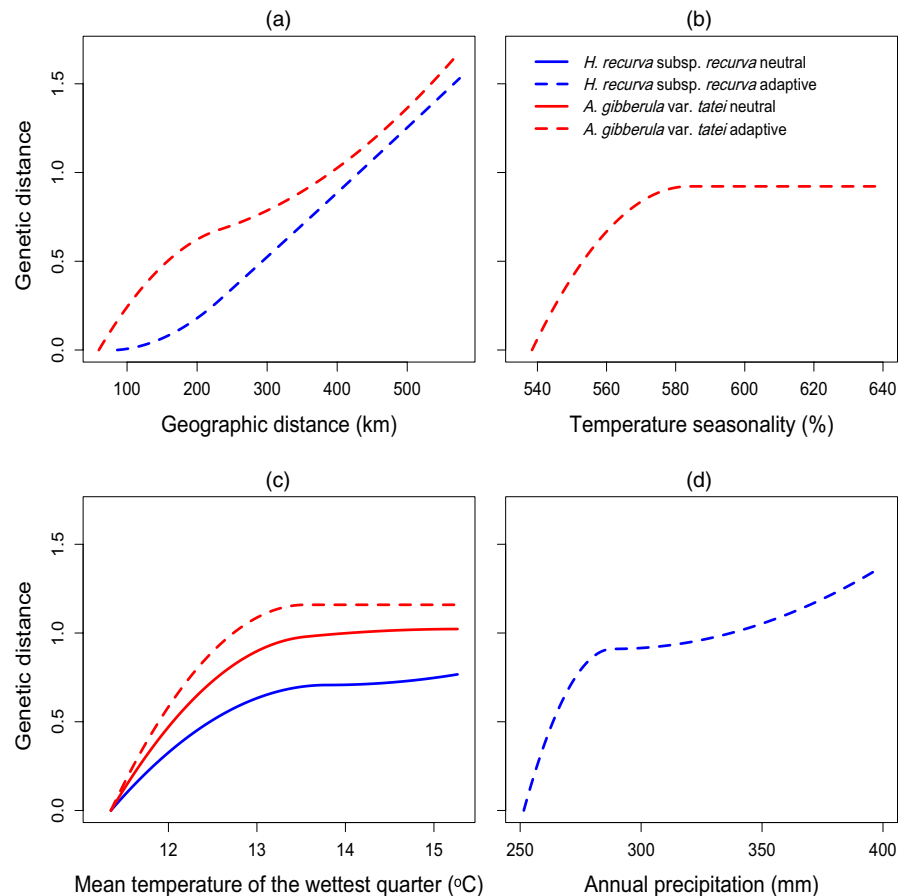 (a)
(b)
Genetic distance
0.0
0.5
1.0
1.5
100
200
300
400
500
Geographic distance (km)
H. recurva subsp. recurva neutral
H. recurva subsp. recurva adaptive
A. gibberula var. tatei neutral
A. gibberula var. tatei adaptive
540
560
580
600
620
640
Temperature seasonality (%)
(c)
(d)
Genetic distance
0.0
0.5
1.0
1.5
12
13
14
15
Mean temperature of the wettest quarter (oC)
250
300
350
400
Annual precipitation (mm)